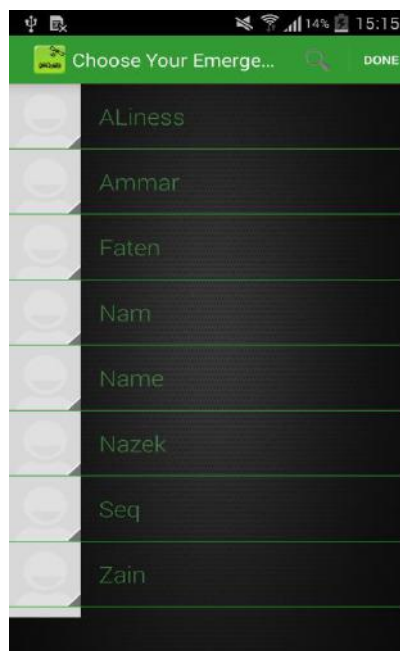 14% 15:15
Choose Your Emerge... DONE
ALiness
Ammar
Faten
Nam
Name
Nazek
Seq
Zain